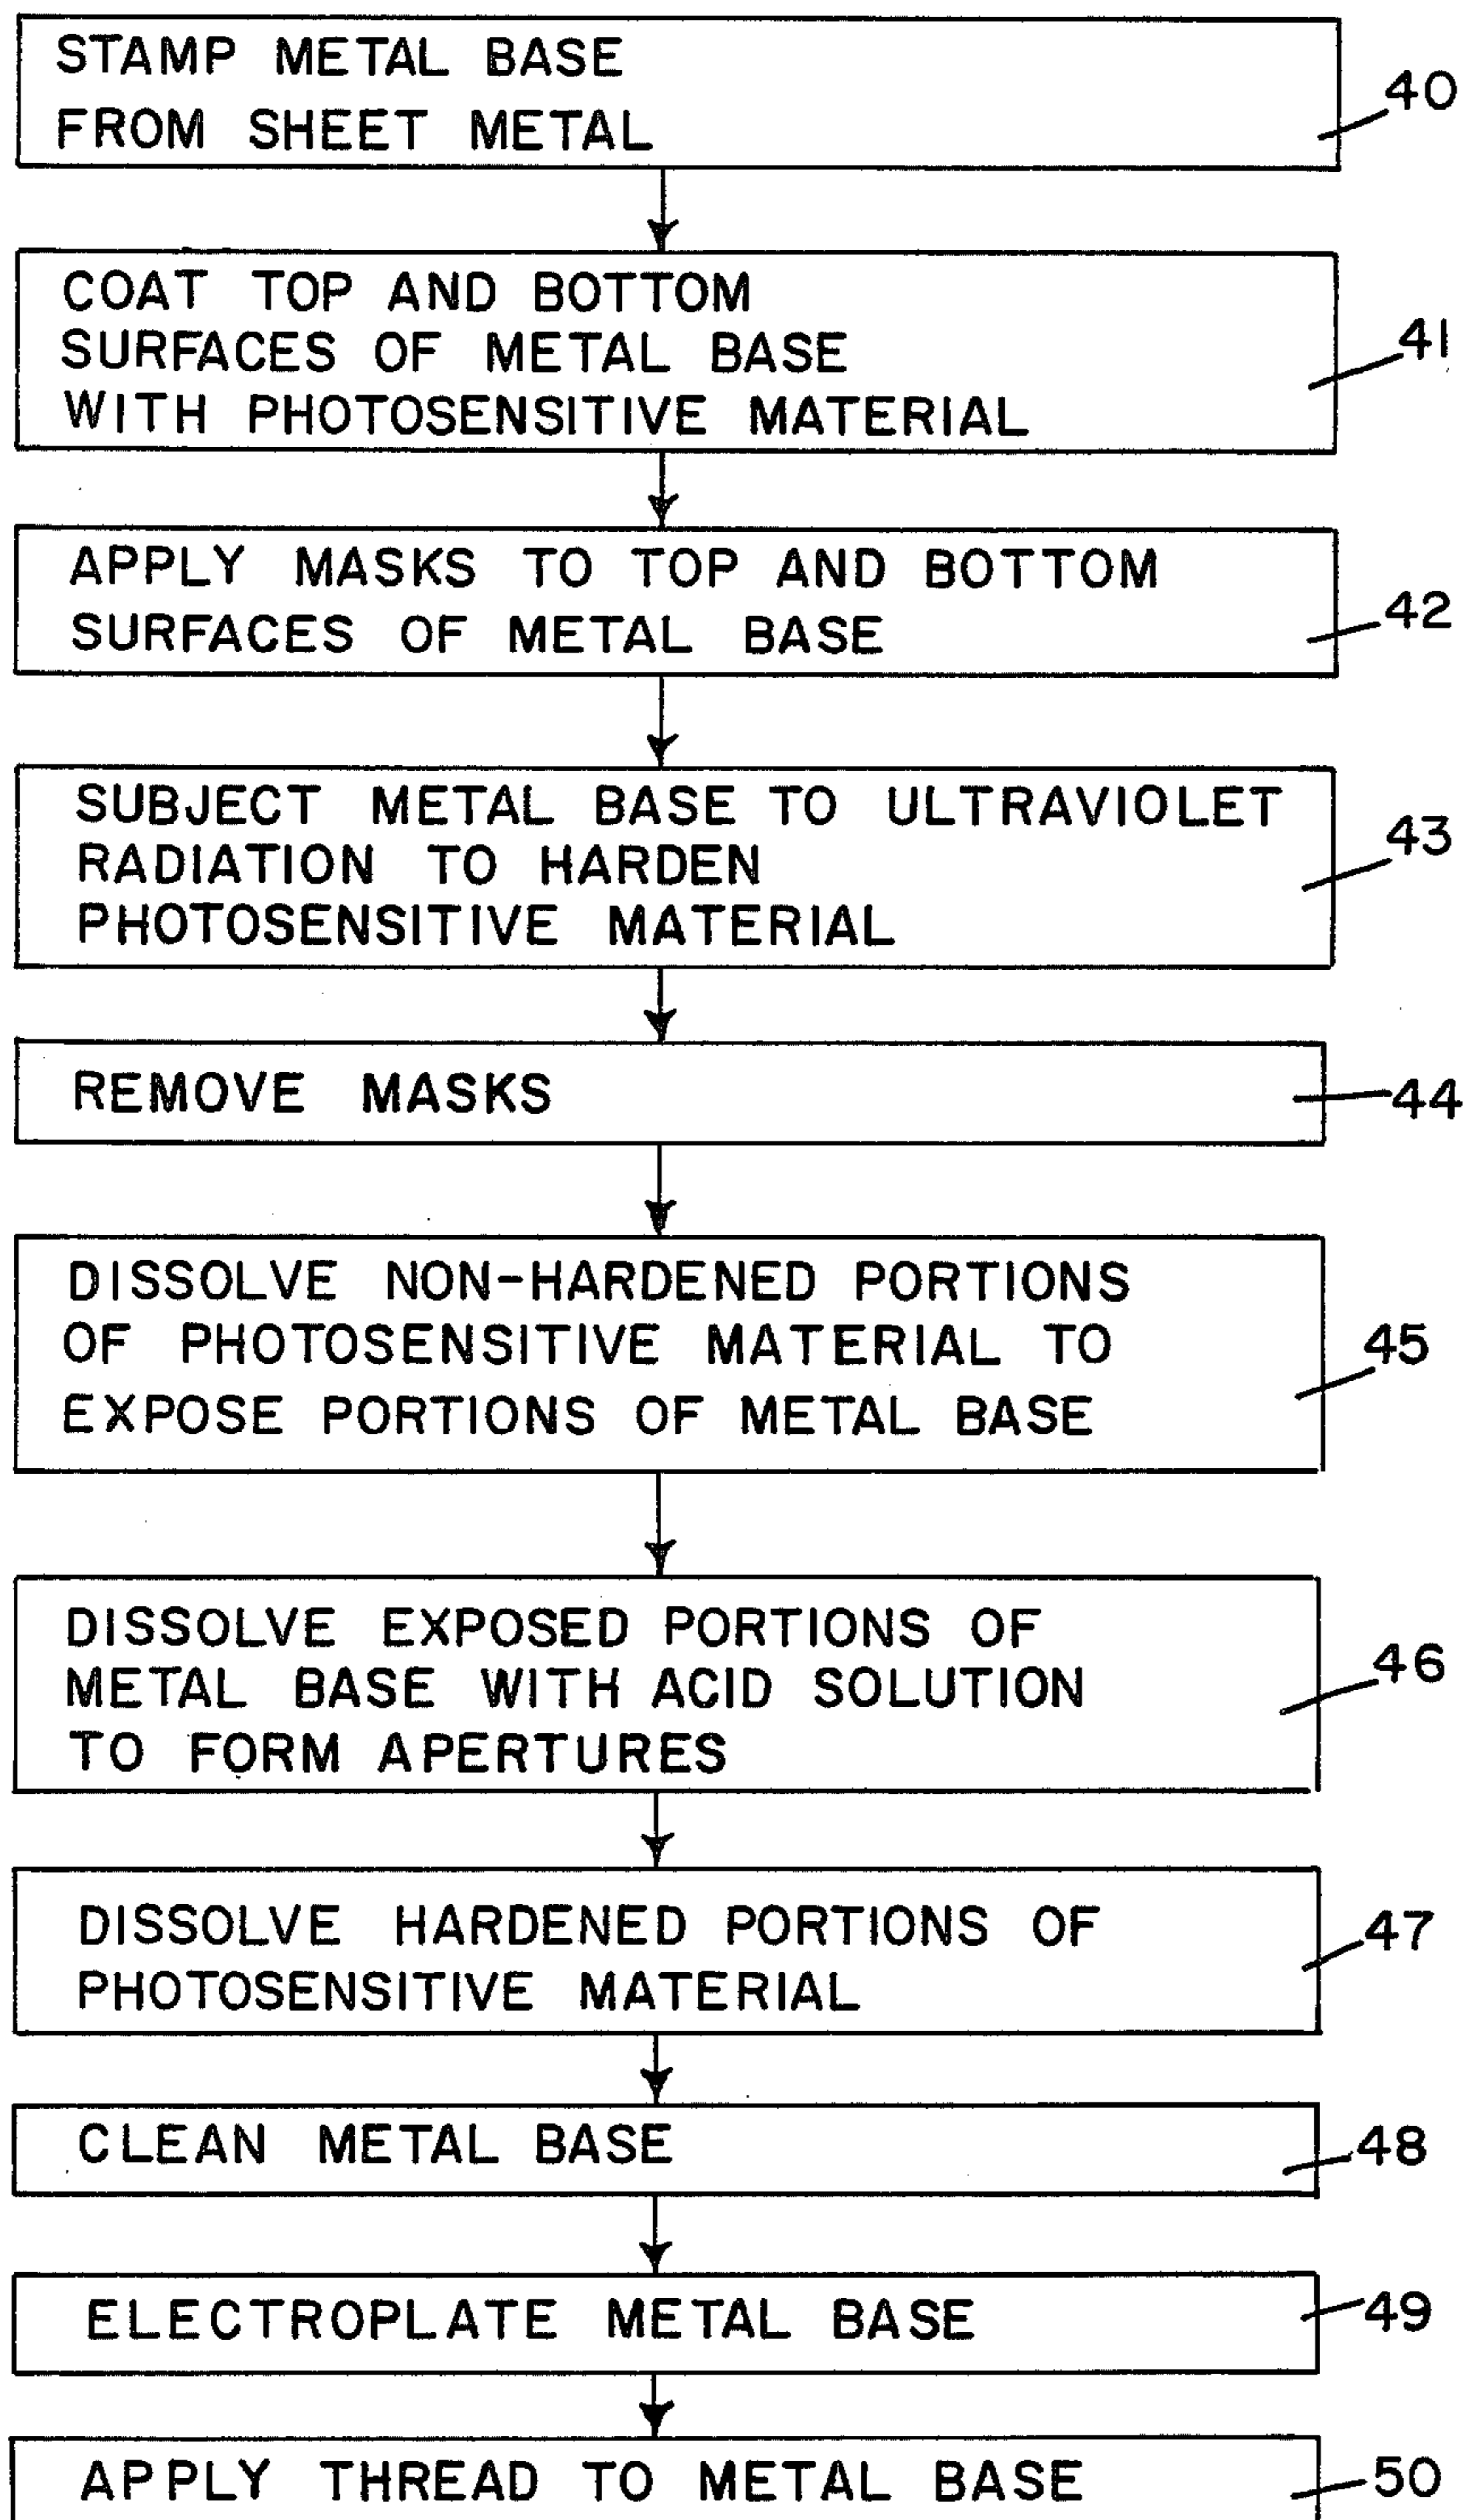 STAMP METAL BASE
FROM SHEET METAL
40
COAT TOP AND BOTTOM
SURFACES OF METAL BASE
WITH PHOTOSENSITIVE MATERIAL
41
APPLY MASKS TO TOP AND BOTTOM
SURFACES OF METAL BASE
42
SUBJECT METAL BASE TO ULTRAVIOLET
RADIATION TO HARDEN
PHOTOSENSITIVE MATERIAL
43
REMOVE MASKS
44
DISSOLVE NON-HARDENED PORTIONS
OF PHOTOSENSITIVE MATERIAL TO
EXPOSE PORTIONS OF METAL BASE
45
DISSOLVE EXPOSED PORTIONS OF
METAL BASE WITH ACID SOLUTION
TO FORM APERTURES
46
DISSOLVE HARDENED PORTIONS OF
PHOTOSENSITIVE MATERIAL
47
CLEAN METAL BASE
48
ELECTROPLATE METAL BASE
49
APPLY THREAD TO METAL BASE
50